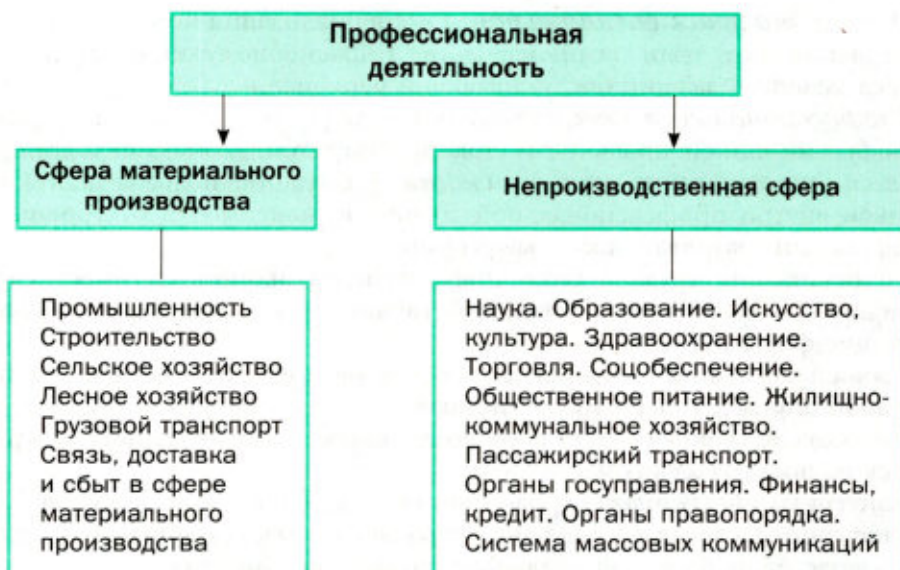 Профессиональная
деятельность
Сфера материального
производства
Непроизводственная сфера
Промышленность
Строительство
Сельское хозяйство
Лесное хозяйство
Грузовой транспорт
Связь, доставка
и сбыт в сфере
материального
производства
Наука. Образование. Искусство,
культура. Здравоохранение.
Торговля. Соцобеспечение.
Общественное питание. Жилищно-
коммунальное хозяйство.
Пассажирский транспорт.
Органы госуправления. Финансы,
кредит. Органы правопорядка.
Система массовых коммуникаций